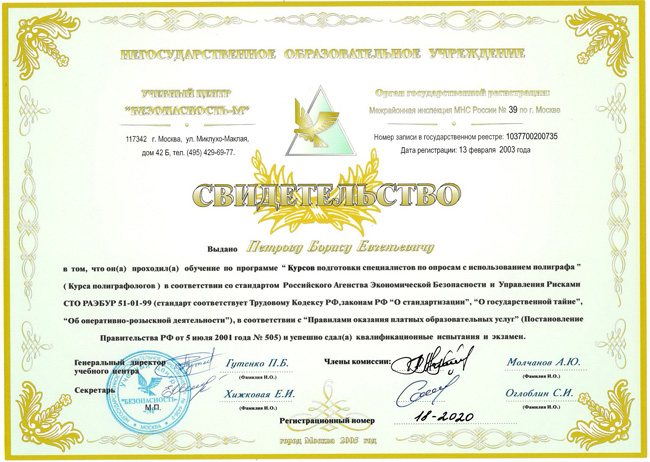 НЕГОСУДАРСТВЕННОЕ ОБРАЗОВАТЕЛЬНОЕ УЧРЕЖДЕНИЕ
УЧЕБНЫЙ ЦЕНТР
"БЕЗОПАСНОСТЬ-М"
117342 г. Москва, ул. Миклухо-Маклая,
дом 42 Б, тел. (495) 429-69-77.
Орган государственной регистрации:
Межрайонная инспекция МНС России № 39 по г. Москве
Номер записи в государственном реестре: 1037700200735
Дата регистрации: 13 февраля 2003 года
СВИДЕТЕЛЬСТВО
Выдано Петрову Борису Евгеньевичу
в том, что он(а) проходил(а) обучение по программе “ Курсов подготовки специалистов по опросам с использованием полиграфа ”
( Курса полиграфологов ) в соответствии со стандартом Российского Агенства Экономической Безопасности и Управления Рисками
СТО РАЭБУР 51-01-99 (стандарт соответствует Трудовому Кодексу РФ,законам РФ “О стандартизации”, “О государственной тайне”,
“Об оперативно-розыскной деятельности”), в соответствии с “Правилами оказания платных образовательных услуг” (Постановление
Правительства РФ от 5 июля 2001 года № 505) и успешно сдал(а) квалификационные испытания и экзамен.
Генеральный директор учебного центра Гутенко П.Б.
(Фамилия И.О.)
Секретарь Хижковая Е.И.
(Фамилия И.О.)
М.П.
"БЕЗОПАСНОСТЬ
МОСКВА
Члены комиссии: Молчанов А.Ю.
(Фамилия И.О.)
Оглоблин С.И.
(Фамилия И.О.)
Регистрационный номер 18-2020
город Москва 2005 год